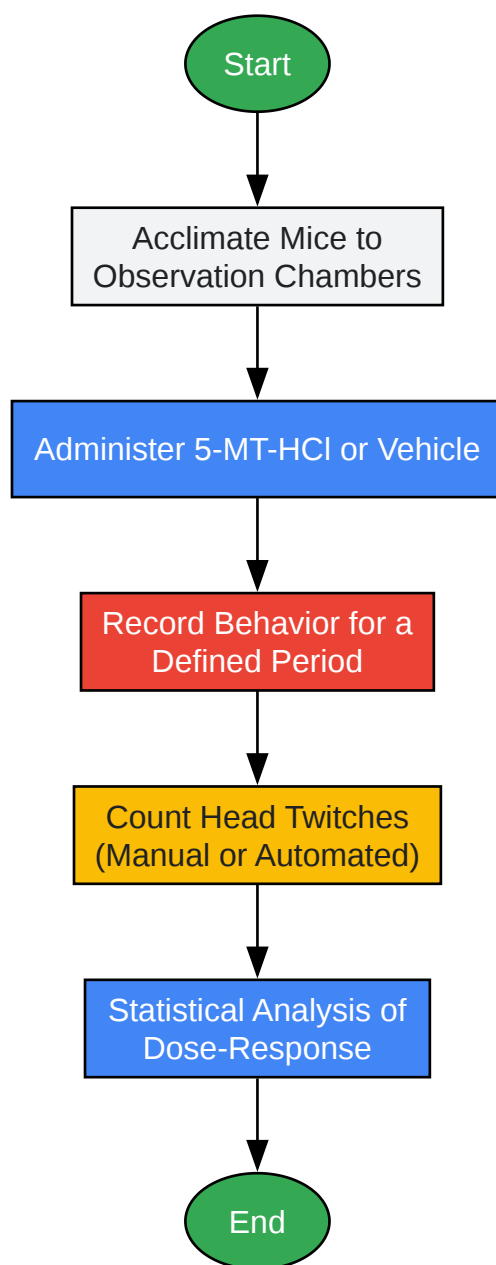 Start
Acclimate Mice to
Observation Chambers
Administer 5-MT-HCl or Vehicle
Record Behavior for a
Defined Period
Count Head Twitches
(Manual or Automated)
Statistical Analysis of
Dose-Response
End